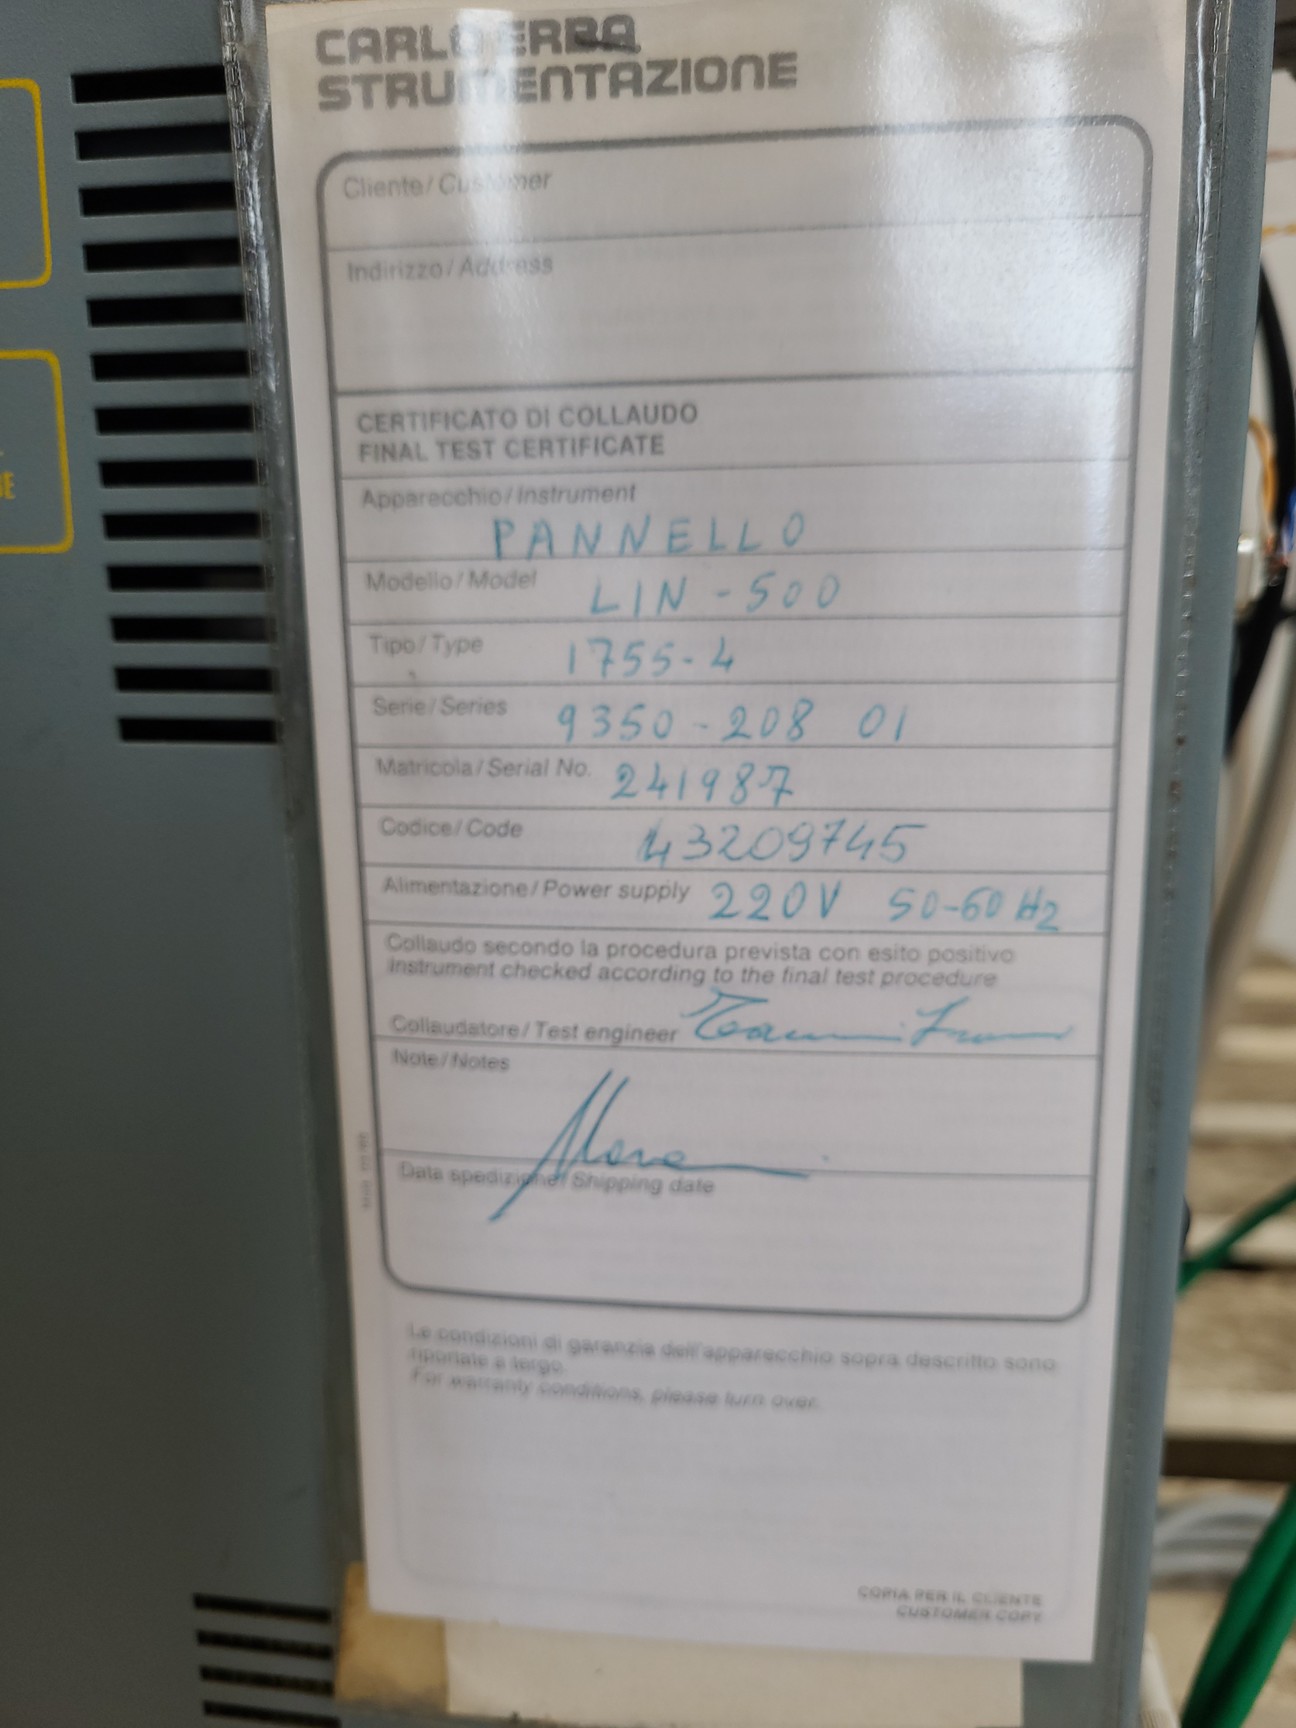 CARLO ERBA
STRUMENTAZIONE
Cliente/Customer
Indirizzo/Address
CERTIFICATO DI COLLAUDO
FINAL TEST CERTIFICATE
Apparecchio/Instrument
PANNELLO
Modello/Model LIN-500
Tipo/Type 1755-4
Serie/Series 9350-208 01
Matricola/Serial No. 241987
Codice/Code 43209745
Alimentazione/Power supply 220V 50-60 Hz
Collaudo secondo la procedura prevista con esito positivo
Instrument checked according to the final test procedure
Collaudatore/Test engineer
Note/Notes
Data spedizione/Shipping date
Le condizioni di garanzia dell'apparecchio sopra descritto sono
riportate a tergo.
For warranty conditions, please turn over.
COPIA PER IL CLIENTE
CUSTOMER COPY